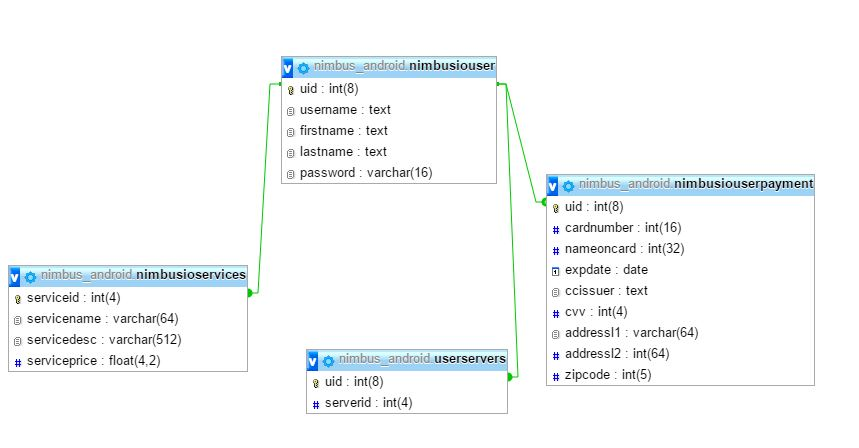 nimbus_android.nimbusiouser
uid : int(8)
username : text
firstname : text
lastname : text
password : varchar(16)
nimbus_android.nimbusiouserpayment
uid : int(8)
cardnumber : int(16)
nameoncard : int(32)
expdate : date
ccissuer : text
cvv : int(4)
addressl1 : varchar(64)
addressl2 : int(64)
zipcode : int(5)
nimbus_android.nimbusioservices
serviceid : int(4)
servicename : varchar(64)
servicedesc : varchar(512)
serviceprice : float(4,2)
nimbus_android.userservers
uid : int(8)
serverid : int(4)